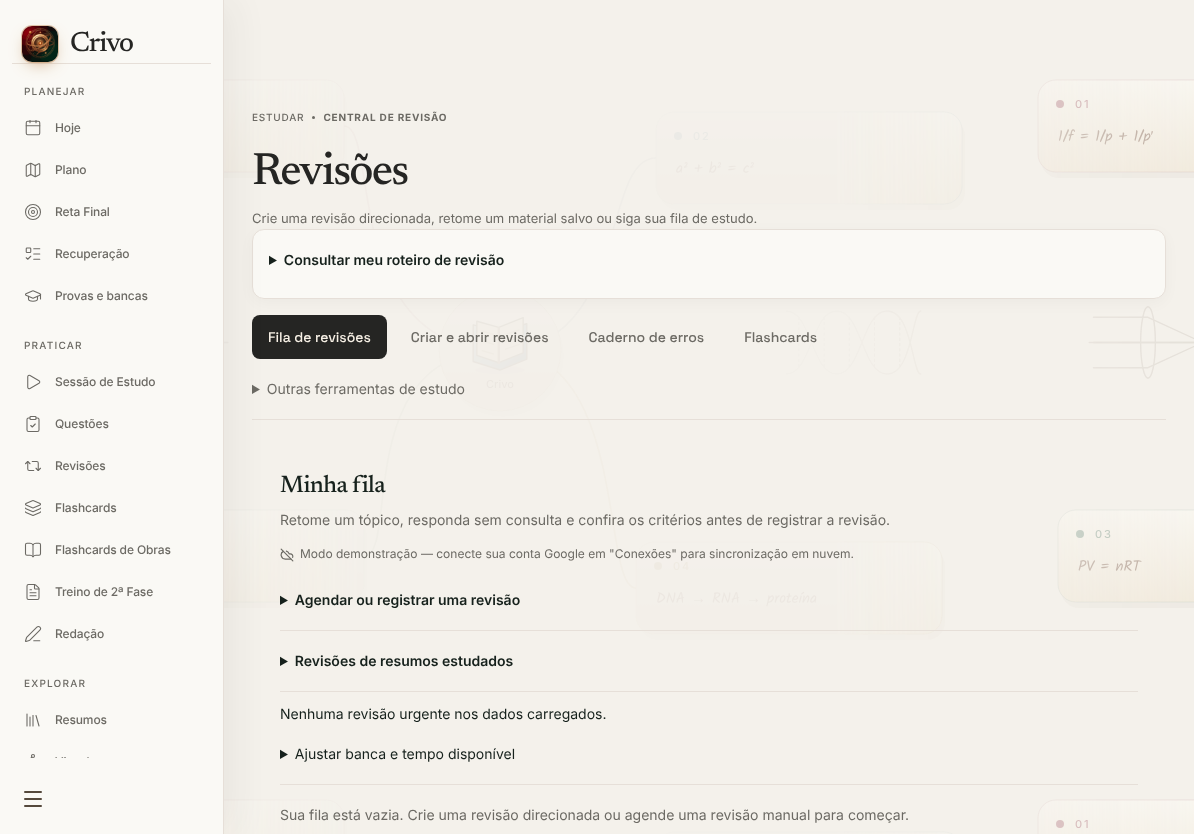 Crivo
PLANEJAR
Hoje
Plano
Reta Final
Recuperação
Provas e bancas
PRATICAR
Sessão de Estudo
Questões
Revisões
Flashcards
Flashcards de Obras
Treino de 2ª Fase
Redação
EXPLORAR
Resumos
ESTUDAR • CENTRAL DE REVISÃO
Revisões
Crie uma revisão direcionada, retome um material salvo ou siga sua fila de estudo.
Consultar meu roteiro de revisão
Fila de revisões
Criar e abrir revisões
Caderno de erros
Flashcards
Outras ferramentas de estudo
Minha fila
Retome um tópico, responda sem consulta e confira os critérios antes de registrar a revisão.
Modo demonstração — conecte sua conta Google em "Conexões" para sincronização em nuvem.
Agendar ou registrar uma revisão
Revisões de resumos estudados
Nenhuma revisão urgente nos dados carregados.
Ajustar banca e tempo disponível
Sua fila está vazia. Crie uma revisão direcionada ou agende uma revisão manual para começar.
01
1/f = 1/p + 1/p'
02
Crivo
03
PV = nRT
DNA → RNA → proteína
01